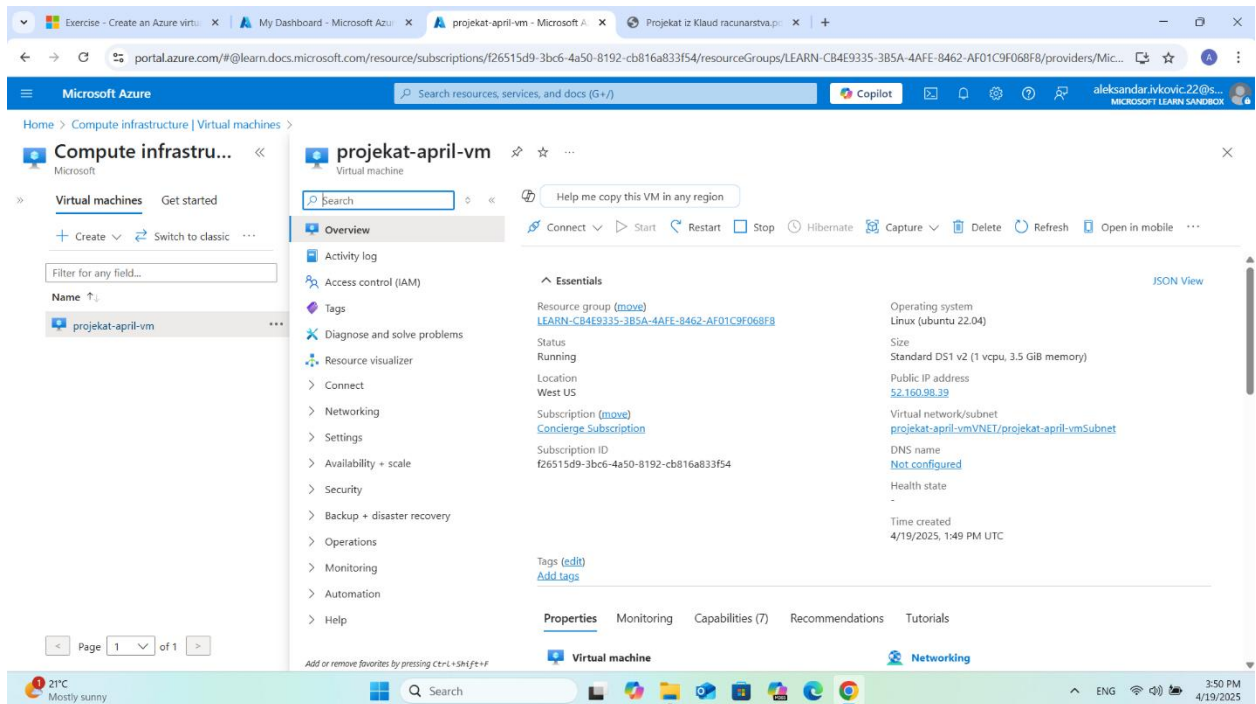 Exercise - Create an Azure virtu
My Dashboard - Microsoft Azu
projekat-april-vm - Microsoft A
Projekat iz Klaud racunarstva.p
portal.azure.com/#@learn.docs.microsoft.com/resource/subscriptions/f26515d9-3bc6-4a50-8192-cb816a833f54/resourceGroups/LEARN-CB4E9335-3B5A-4AFE-8462-AF01C9F068F8/providers/Mic...
A
Microsoft Azure
Search resources, services, and docs (G+/)
Copilot
aleksandar.ivkovic.22@s...
MICROSOFT LEARN SANDBOX
Home > Compute infrastructure | Virtual machines >
Compute infrastru... «
Microsoft
Virtual machines Get started
+ Create Switch to classic ...
Filter for any field...
Name ↑↓
projekat-april-vm ...
< Page 1 of 1 >
projekat-april-vm ...
Virtual machine
Search
Overview
Activity log
Access control (IAM)
Tags
Diagnose and solve problems
Resource visualizer
Connect
Networking
Settings
Availability + scale
Security
Backup + disaster recovery
Operations
Monitoring
Automation
Help
Add or remove favorites by pressing Ctrl+Shift+F
Help me copy this VM in any region
Connect Start Restart Stop Hibernate Capture Delete Refresh Open in mobile ...
Essentials
JSON View
Resource group (move)
LEARN-CB4E9335-3B5A-4AFE-8462-AF01C9F068F8
Status
Running
Location
West US
Subscription (move)
Concierge Subscription
Subscription ID
f26515d9-3bc6-4a50-8192-cb816a833f54
Operating system
Linux (ubuntu 22.04)
Size
Standard DS1 v2 (1 vcpu, 3.5 GiB memory)
Public IP address
52.160.98.39
Virtual network/subnet
projekat-april-vmVNET/projekat-april-vmSubnet
DNS name
Not configured
Health state
-
Time created
4/19/2025, 1:49 PM UTC
Tags (edit)
Add tags
Properties Monitoring Capabilities (7) Recommendations Tutorials
Virtual machine
Networking
1
21°C
Mostly sunny
Search
ENG
3:50 PM
4/19/2025